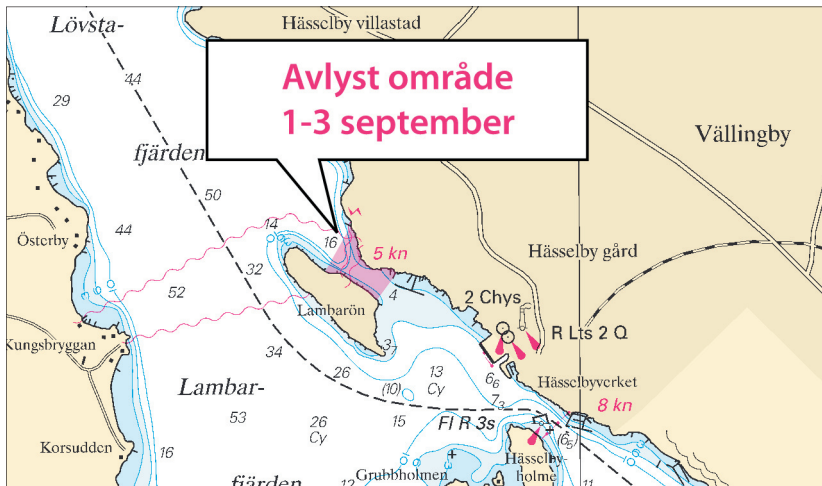 Lövsta-
Hässelby villastad
Avlyst område
1-3 september
44
29
Vällingby
fjärden
50
Österby
44
14
16
5 kn
Hässelby gård
32
52
4
2 Chys
Lambarön
R Lts 2 Q
Kungsbryggan
34
3₇
26
13
Cy
6₆
Hässelbyverket
Lambar-
(10)
7₃
8 kn
53
26
Cy
15
Fl R 3s
(6₅)
Korsudden
16
Grubbholmen
Hässelby-
holme
fjärden
12
11